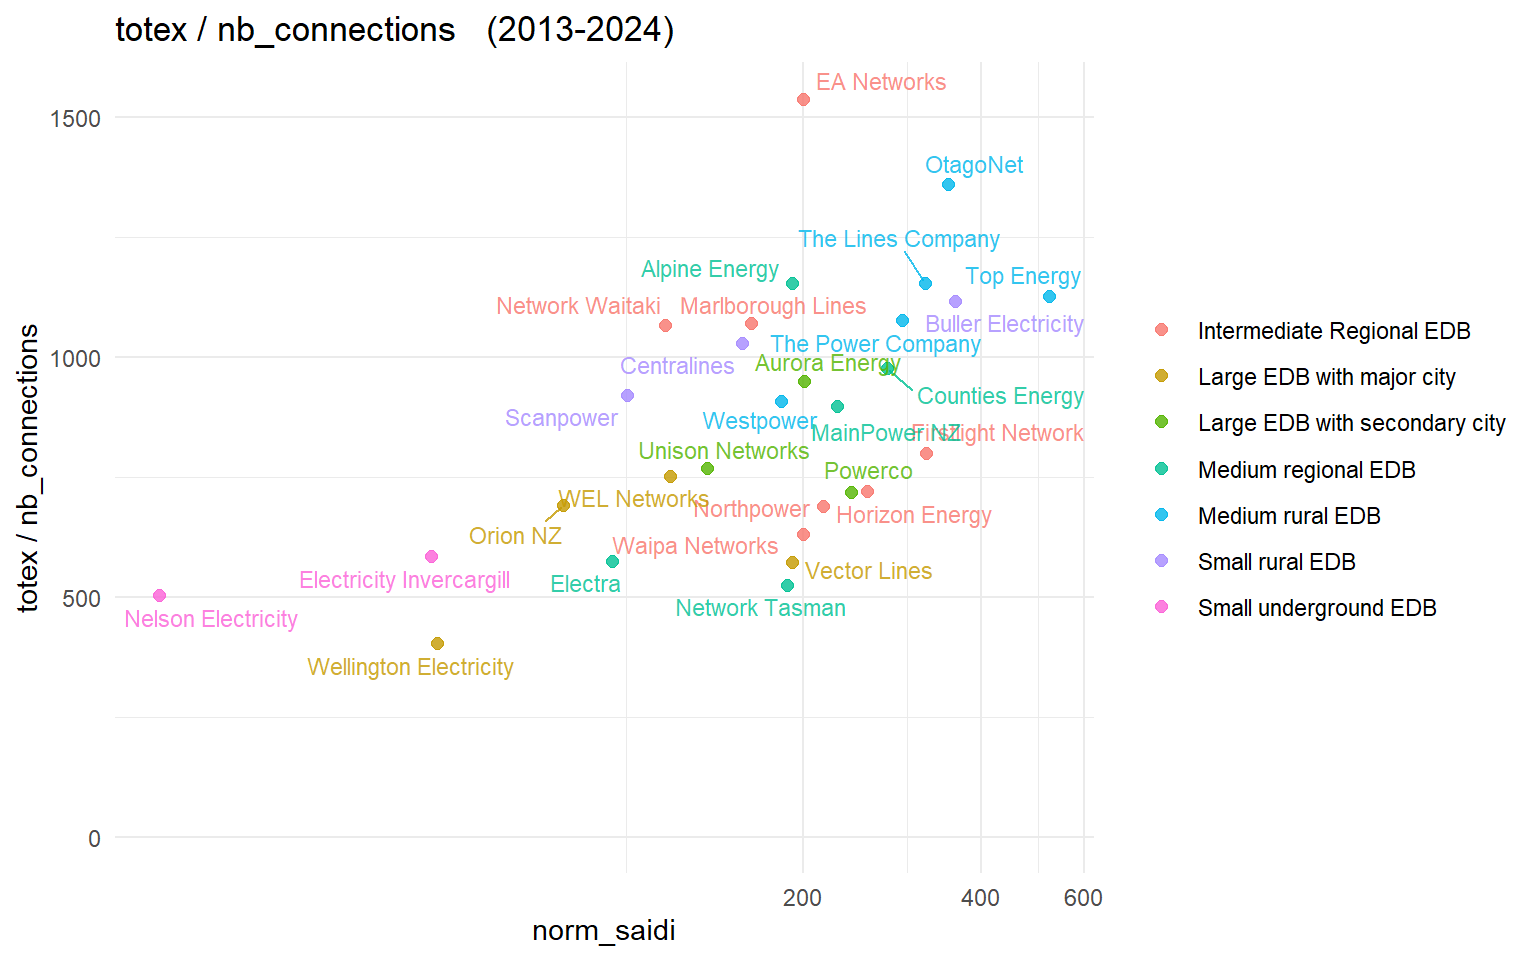 totex / nb_connections (2013-2024)
EA Networks
1500
OtagoNet
The Lines Company
Alpine Energy
Top Energy
Network Waitaki
Marlborough Lines
Buller Electricity
The Power Company
1000
Centralines
Aurora Energy
Counties Energy
Scanpower
Westpower
MainPower NZ
Firstlight Network
Unison Networks
Powerco
WEL Networks
Northpower
Horizon Energy
Orion NZ
Waipa Networks
Vector Lines
Electricity Invercargill
Electra
500
Network Tasman
Nelson Electricity
Wellington Electricity
0
200
400
600
norm_saidi
totex / nb_connections
Intermediate Regional EDB
Large EDB with major city
Large EDB with secondary city
Medium regional EDB
Medium rural EDB
Small rural EDB
Small underground EDB